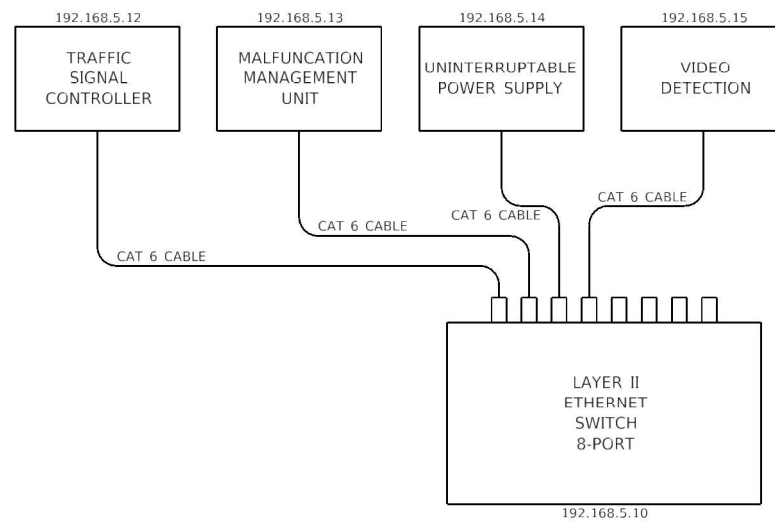 192.168.5.12
192.168.5.13
192.168.5.14
192.168.5.15
TRAFFIC
SIGNAL
CONTROLLER
MALFUNCATION
MANAGEMENT
UNIT
UNINTERRUPTABLE
POWER SUPPLY
VIDEO
DETECTION
CAT 6 CABLE
CAT 6 CABLE
CAT 6 CABLE
CAT 6 CABLE
LAYER II
ETHERNET
SWITCH
8-PORT
192.168.5.10